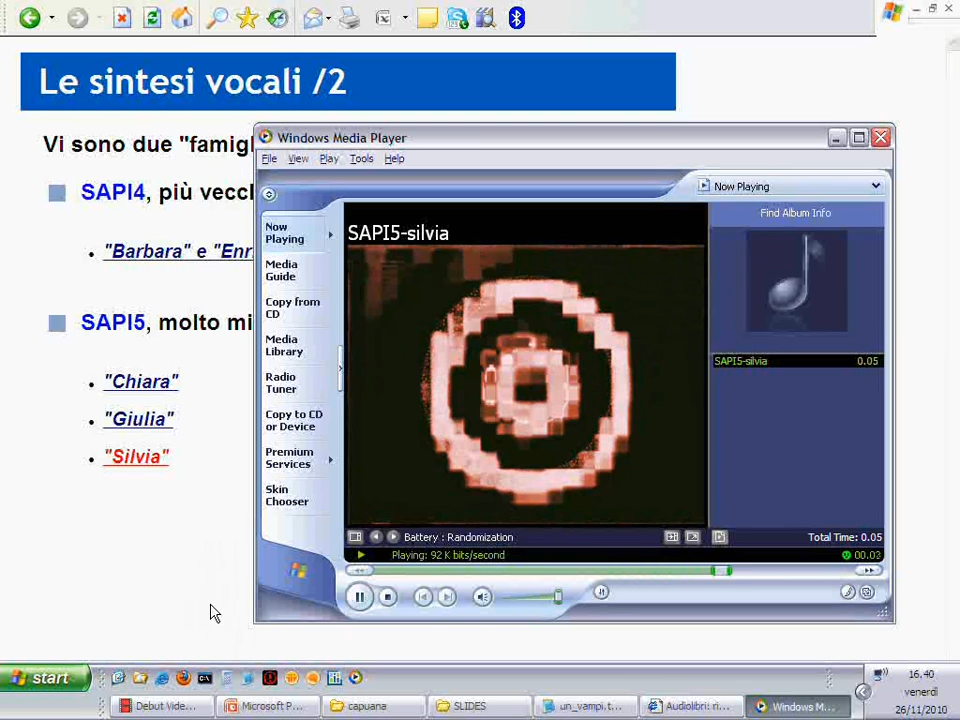 Le sintesi vocali /2
Vi sono due "famigl
SAPI4, più vecch
"Barbara" e "Enr
SAPI5, molto mi
"Chiara"
"Giulia"
"Silvia"
Windows Media Player
File View Play Tools Help
Now Playing
Find Album Info
Now
Playing
Media
Guide
Copy from
CD
Media
Library
Radio
Tuner
Copy to CD
or Device
Premium
Services
Skin
Chooser
SAPI5-silvia
SAPI5-silvia 0.05
Battery : Randomization
Total Time: 0.05
Playing: 92 K bits/second
00.03
start
Debut Vide...
Microsoft P...
capuana
SLIDES
un_vampi.t...
Audiolibri: ri...
Windows M...
16.40
venerdì
26/11/2010